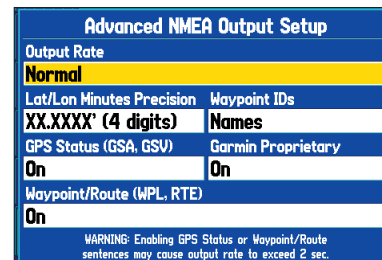 Advanced NMEA Output Setup
Output Rate
Normal
Lat/Lon Minutes Precision Waypoint IDs
XX.XXXX' (4 digits) Names
GPS Status (GSA, GSV) Garmin Proprietary
On On
Waypoint/Route (WPL, RTE)
On
WARNING: Enabling GPS Status or Waypoint/Route
sentences may cause output rate to exceed 2 sec.